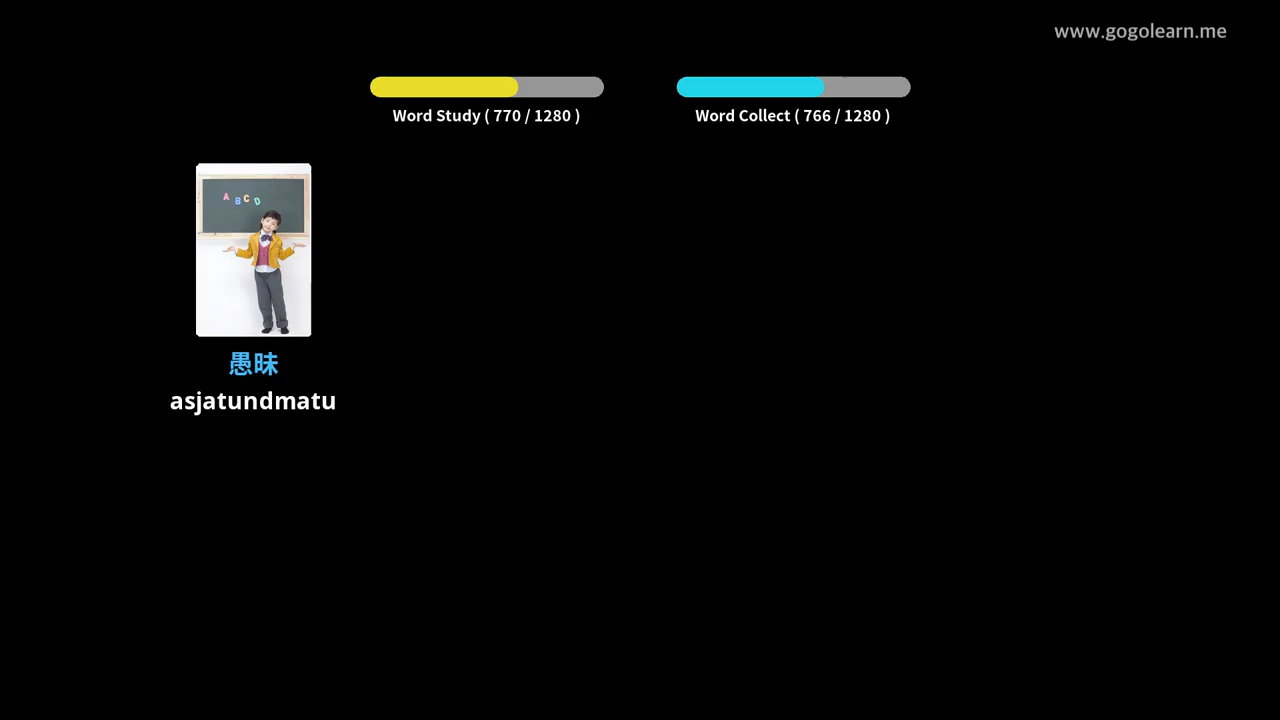 www.gogolearn.me
Word Study ( 770 / 1280 )
Word Collect ( 766 / 1280 )
A B C D
愚昧
asjatundmatu